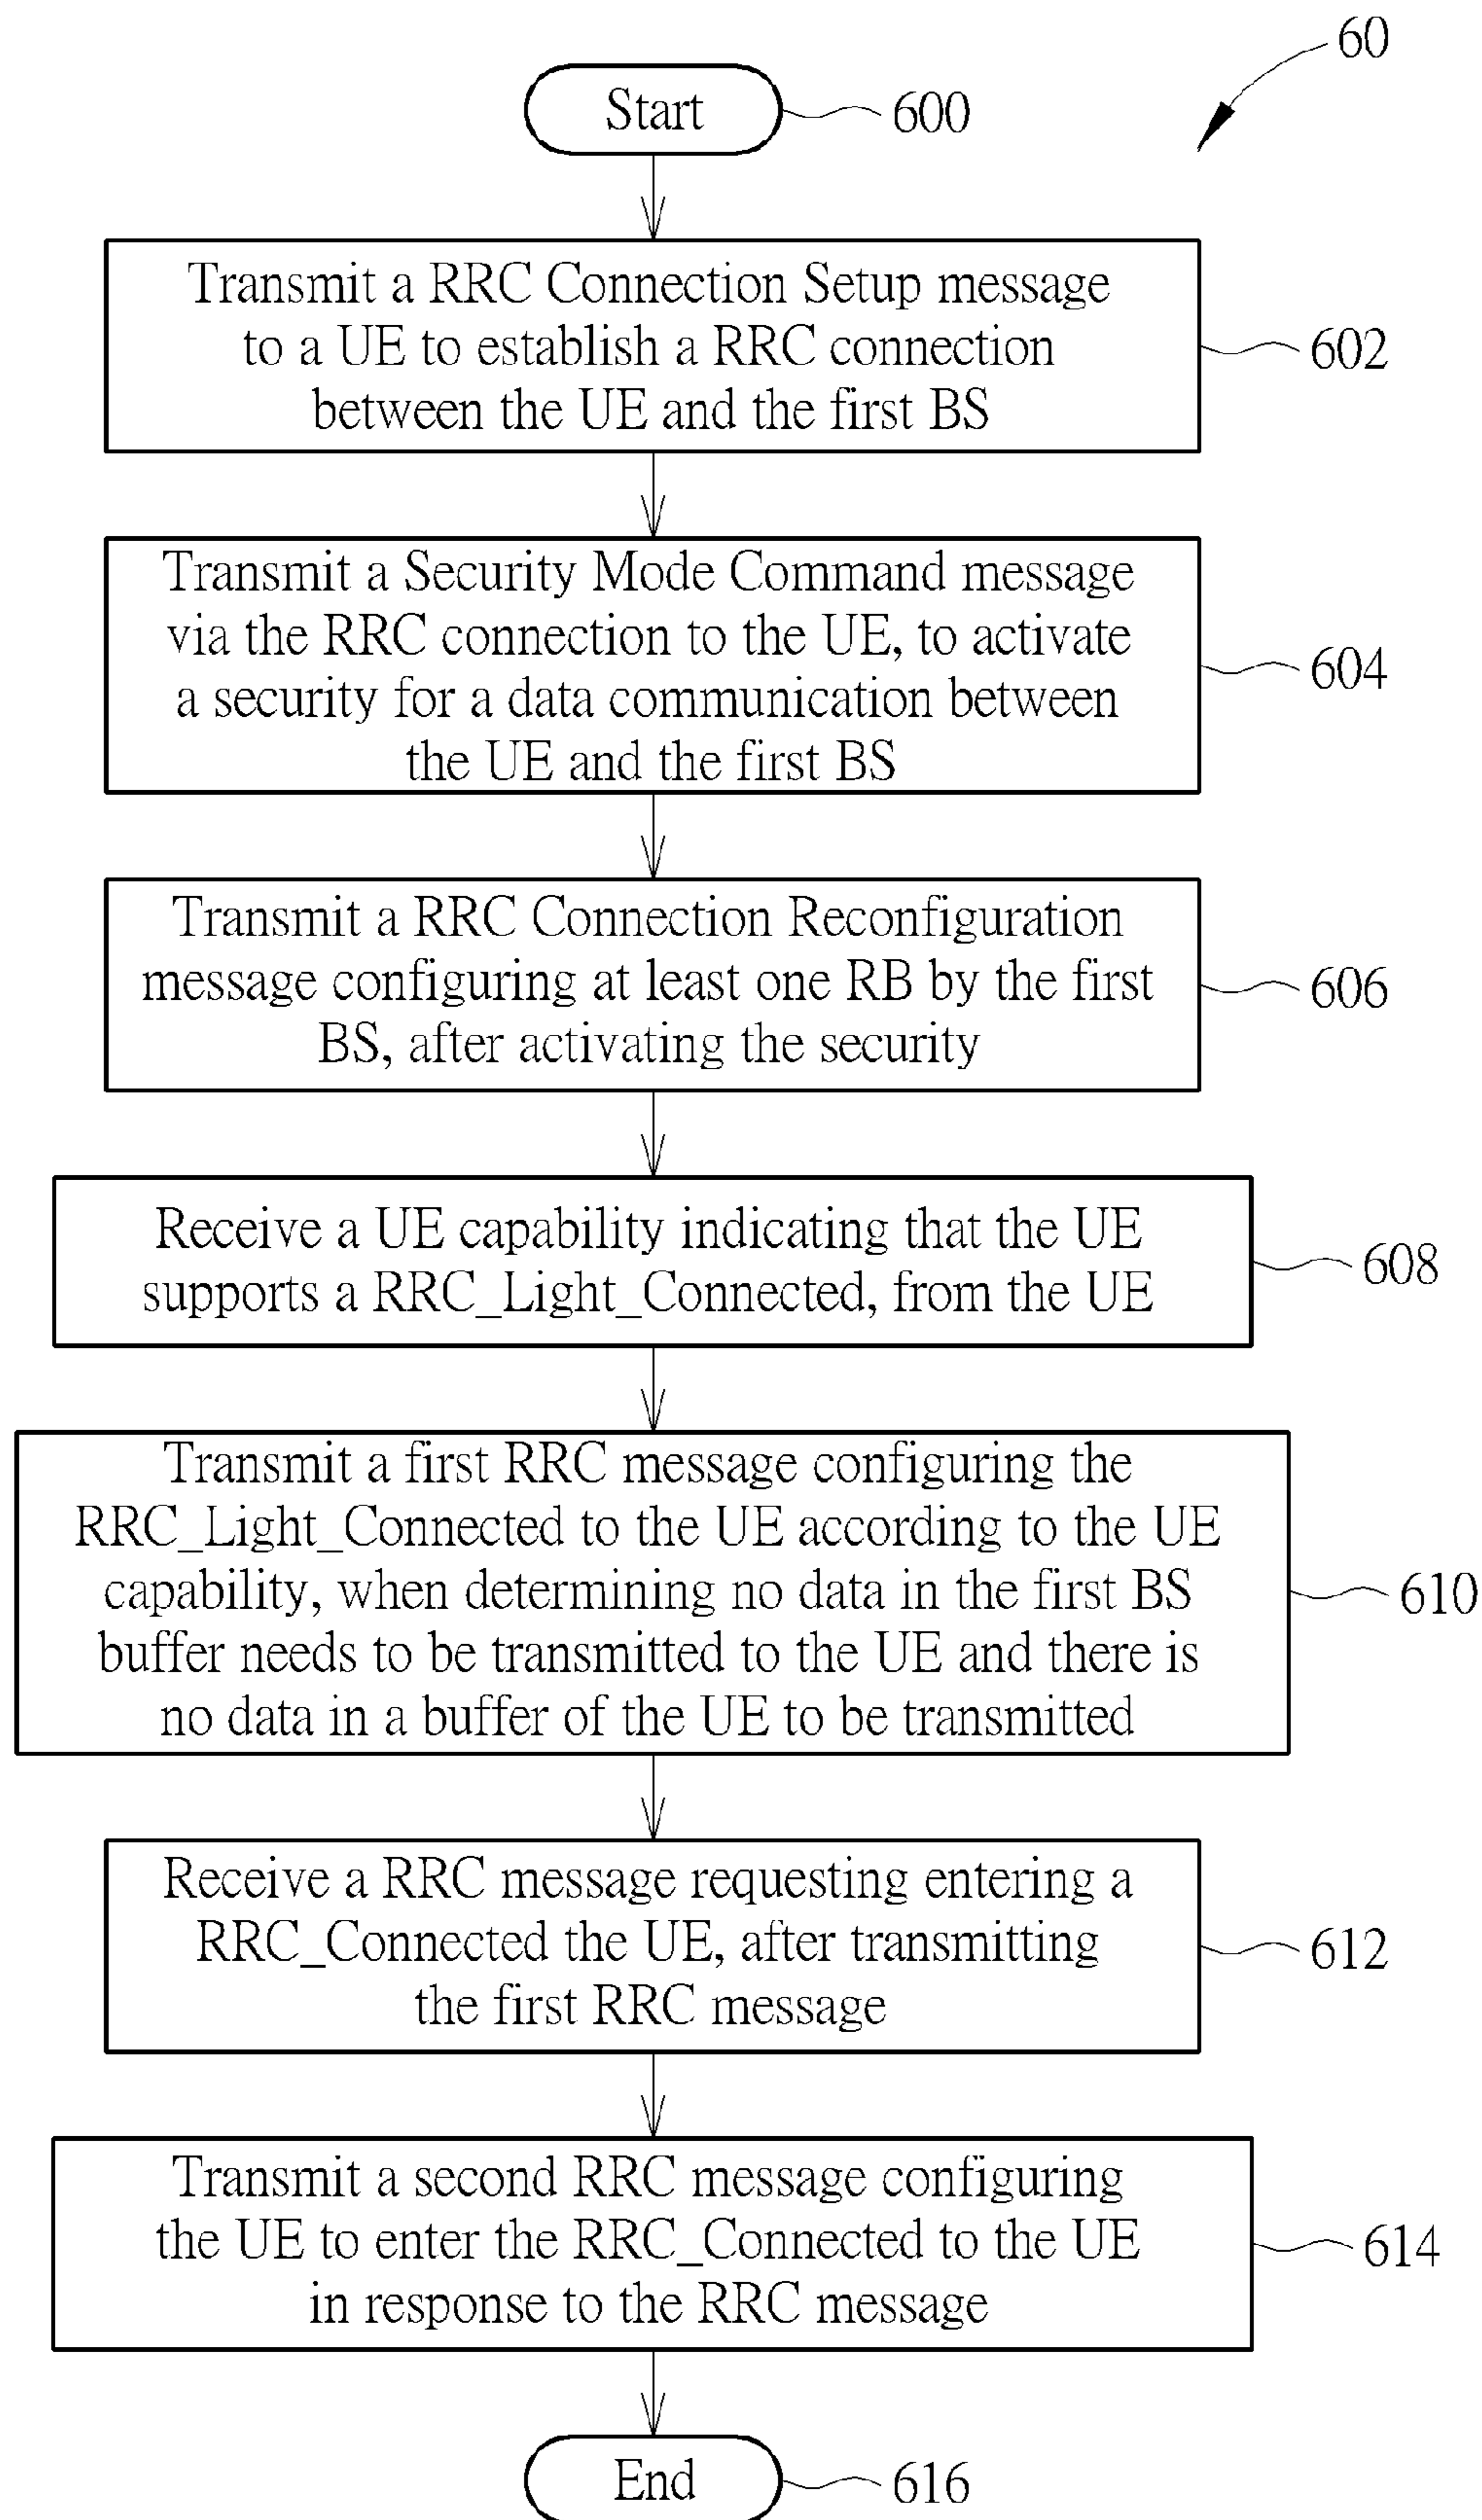 60
Start
600
Transmit a RRC Connection Setup message
to a UE to establish a RRC connection
between the UE and the first BS
602
Transmit a Security Mode Command message
via the RRC connection to the UE, to activate
a security for a data communication between
the UE and the first BS
604
Transmit a RRC Connection Reconfiguration
message configuring at least one RB by the first
BS, after activating the security
606
Receive a UE capability indicating that the UE
supports a RRC_Light_Connected, from the UE
608
Transmit a first RRC message configuring the
RRC_Light_Connected to the UE according to the UE
capability, when determining no data in the first BS
buffer needs to be transmitted to the UE and there is
no data in a buffer of the UE to be transmitted
610
Receive a RRC message requesting entering a
RRC_Connected the UE, after transmitting
the first RRC message
612
Transmit a second RRC message configuring
the UE to enter the RRC_Connected to the UE
in response to the RRC message
614
End
616